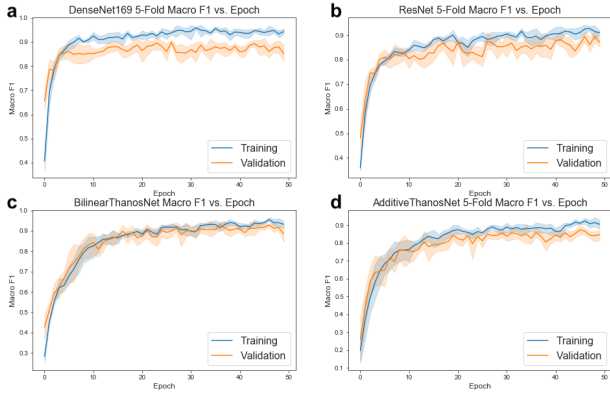 a
DenseNet169 5-Fold Macro F1 vs. Epoch
1.0
0.9
0.8
0.7
0.6
0.5
0.4
Macro F1
0 10 20 30 40 50
Epoch
Training
Validation
b
ResNet 5-Fold Macro F1 vs. Epoch
0.9
0.8
0.7
0.6
0.5
0.4
Macro F1
0 10 20 30 40 50
Epoch
Training
Validation
c
BilinearThanosNet Macro F1 vs. Epoch
1.0
0.9
0.8
0.7
0.6
0.5
0.4
0.3
Macro F1
0 10 20 30 40 50
Epoch
Training
Validation
d
AdditiveThanosNet 5-Fold Macro F1 vs. Epoch
0.9
0.8
0.7
0.6
0.5
0.4
0.3
0.2
0.1
Macro F1
0 10 20 30 40 50
Epoch
Training
Validation